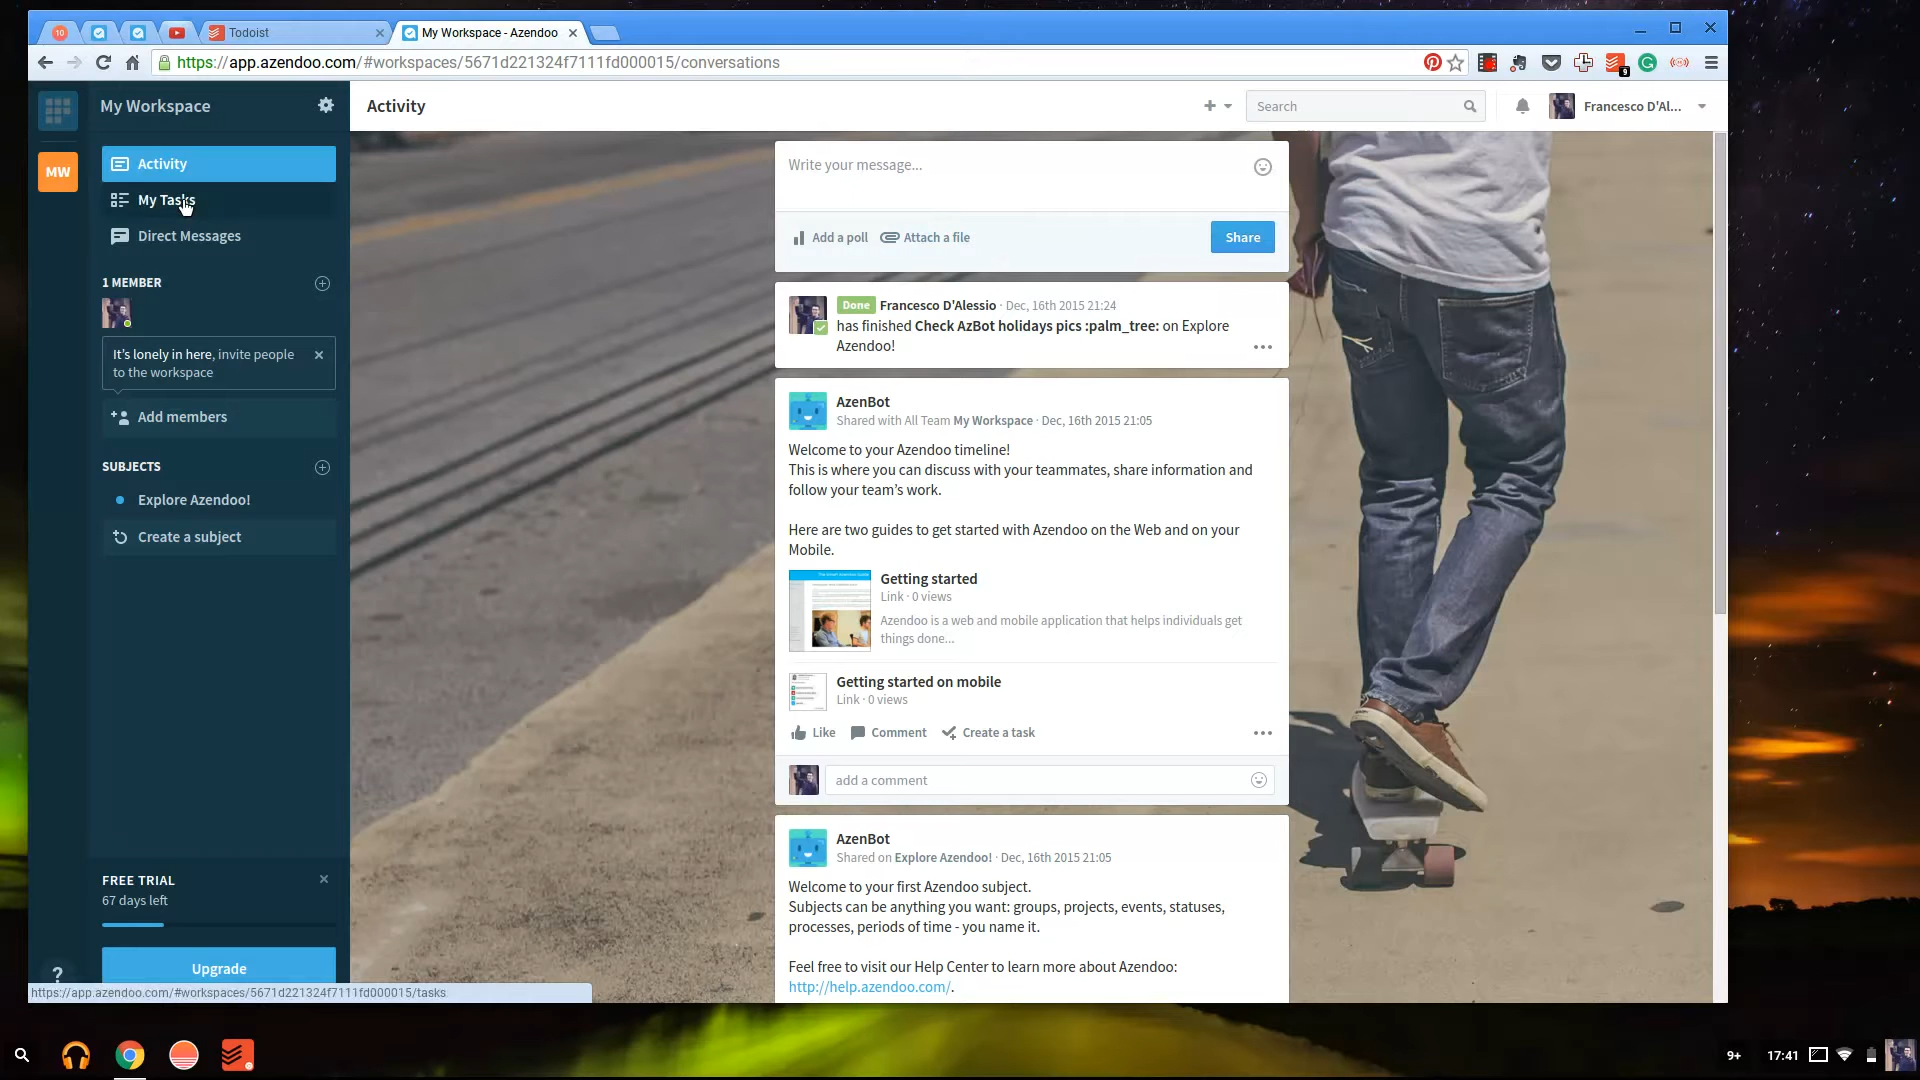 10
Todoist
My Workspace - Azendoo
https://app.azendoo.com/#workspaces/5671d221324f7111fd000015/conversations
9
My Workspace
Activity
Search
Francesco D'Al...
MW
Activity
My Tasks
Direct Messages
1 MEMBER
It's lonely in here, invite people
to the workspace
Add members
SUBJECTS
Explore Azendoo!
Create a subject
FREE TRIAL
67 days left
Upgrade
?
https://app.azendoo.com/#workspaces/5671d221324f7111fd000015/tasks
Write your message...
Add a poll
Attach a file
Share
Done Francesco D'Alessio · Dec, 16th 2015 21:24
has finished Check AzBot holidays pics :palm_tree: on Explore
Azendoo!
AzenBot
Shared with All Team My Workspace · Dec, 16th 2015 21:05
Welcome to your Azendoo timeline!
This is where you can discuss with your teammates, share information and
follow your team's work.
Here are two guides to get started with Azendoo on the Web and on your
Mobile.
Getting started
Link · 0 views
Azendoo is a web and mobile application that helps individuals get
things done...
Getting started on mobile
Link · 0 views
Like
Comment
Create a task
add a comment
AzenBot
Shared on Explore Azendoo! · Dec, 16th 2015 21:05
Welcome to your first Azendoo subject.
Subjects can be anything you want: groups, projects, events, statuses,
processes, periods of time - you name it.
Feel free to visit our Help Center to learn more about Azendoo:
http://help.azendoo.com/.
9+
17:41